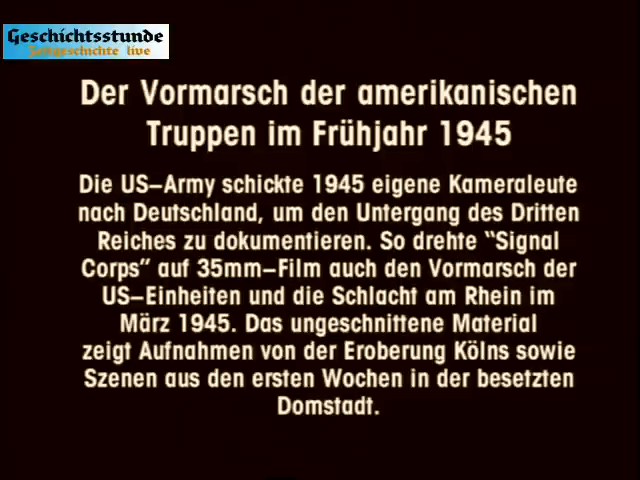 Geschichtsstunde
Zeitgeschichte live
Der Vormarsch der amerikanischen
Truppen im Frühjahr 1945
Die US-Army schickte 1945 eigene Kameraleute
nach Deutschland, um den Untergang des Dritten
Reiches zu dokumentieren. So drehte "Signal
Corps" auf 35mm-Film auch den Vormarsch der
US-Einheiten und die Schlacht am Rhein im
März 1945. Das ungeschnittene Material
zeigt Aufnahmen von der Eroberung Kölns sowie
Szenen aus den ersten Wochen in der besetzten
Domstadt.